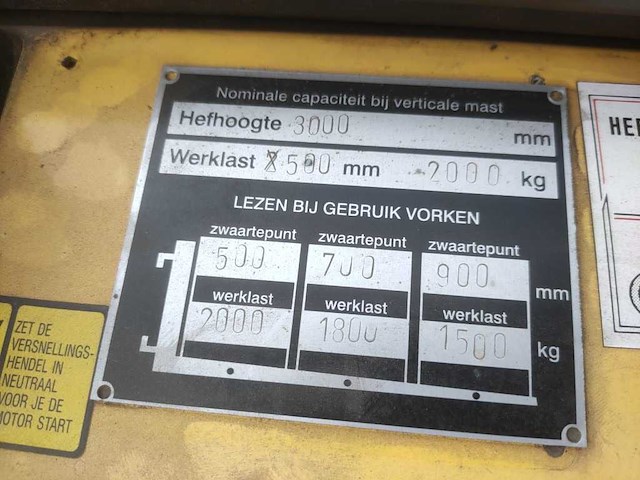 Nominale capaciteit bij verticale mast
Hefhoogte 3000 mm
Werklast X 500 mm 2000 kg
LEZEN BIJ GEBRUIK VORKEN
zwaartepunt zwaartepunt zwaartepunt
500 700 900 mm
werklast werklast werklast
2000 1800 1500 kg
ZET DE
VERSNELLINGS-
HENDEL IN
NEUTRAAL
VOOR JE DE
MOTOR START